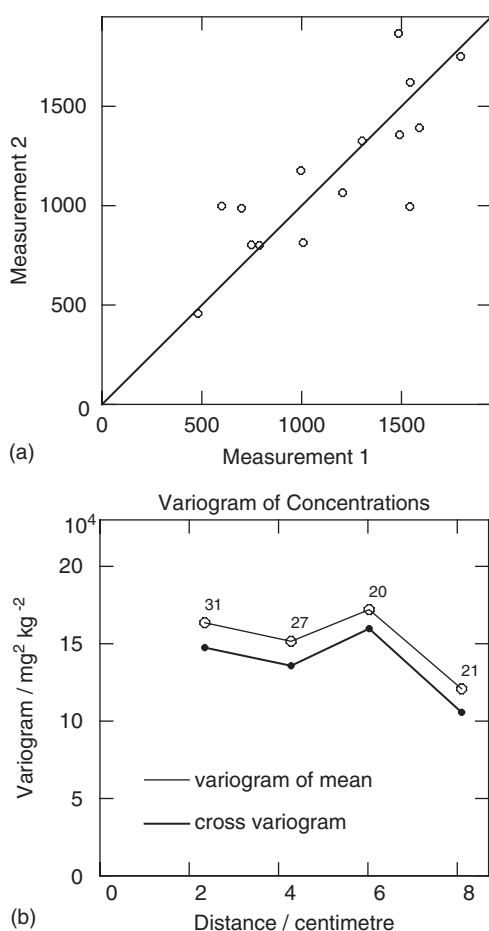 1500
1000
500
0
Measurement 2
0
500
1000
1500
Measurement 1
(a)
Variogram of Concentrations
10⁴
20
15
10
5
0
Variogram / mg² kg⁻²
31
27
20
21
variogram of mean
cross variogram
0
2
4
6
8
Distance / centimetre
(b)